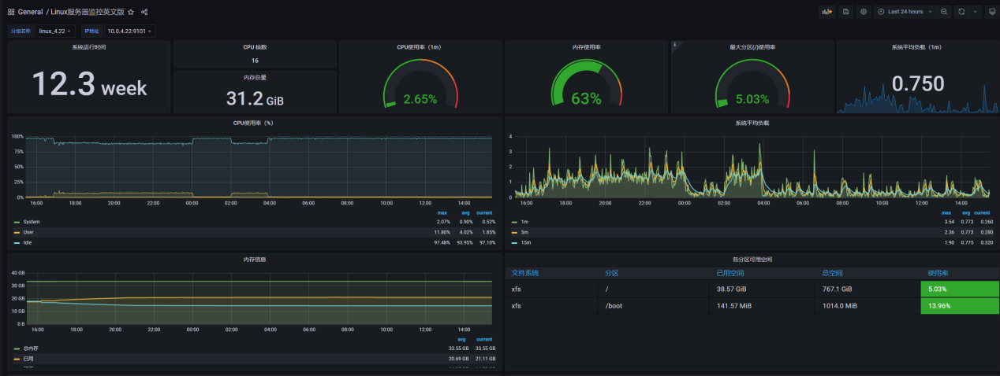 General / Linux服务器监控英文版
Last 24 hours
分组名称 linux_4.22 IP地址 10.0.4.22:9101
系统运行时间
12.3 week
CPU 核数
16
内存总量
31.2 GiB
CPU使用率（1m）
2.65%
内存使用率
63%
最大分区(/)使用率
5.03%
系统平均负载（1m）
0.750
CPU使用率（%）
100%
75%
50%
25%
0%
16:00 18:00 20:00 22:00 00:00 02:00 04:00 06:00 08:00 10:00 12:00 14:00
max avg current
System 2.07% 0.90% 0.52%
User 11.80% 4.02% 1.85%
Idle 97.48% 93.95% 97.10%
系统平均负载
4
3
2
1
0
16:00 18:00 20:00 22:00 00:00 02:00 04:00 06:00 08:00 10:00 12:00 14:00
max avg current
1m 3.54 0.773 0.260
5m 2.36 0.773 0.280
15m 1.90 0.775 0.320
内存信息
40 GB
30 GB
20 GB
10 GB
0 B
16:00 18:00 20:00 22:00 00:00 02:00 04:00 06:00 08:00 10:00 12:00 14:00
avg current
总内存 33.55 GB 33.55 GB
已用 20.69 GB 21.11 GB
各分区可用空间
文件系统 分区 已用空间 总空间 使用率
xfs / 38.57 GiB 767.1 GiB 5.03%
xfs /boot 141.57 MiB 1014.0 MiB 13.96%